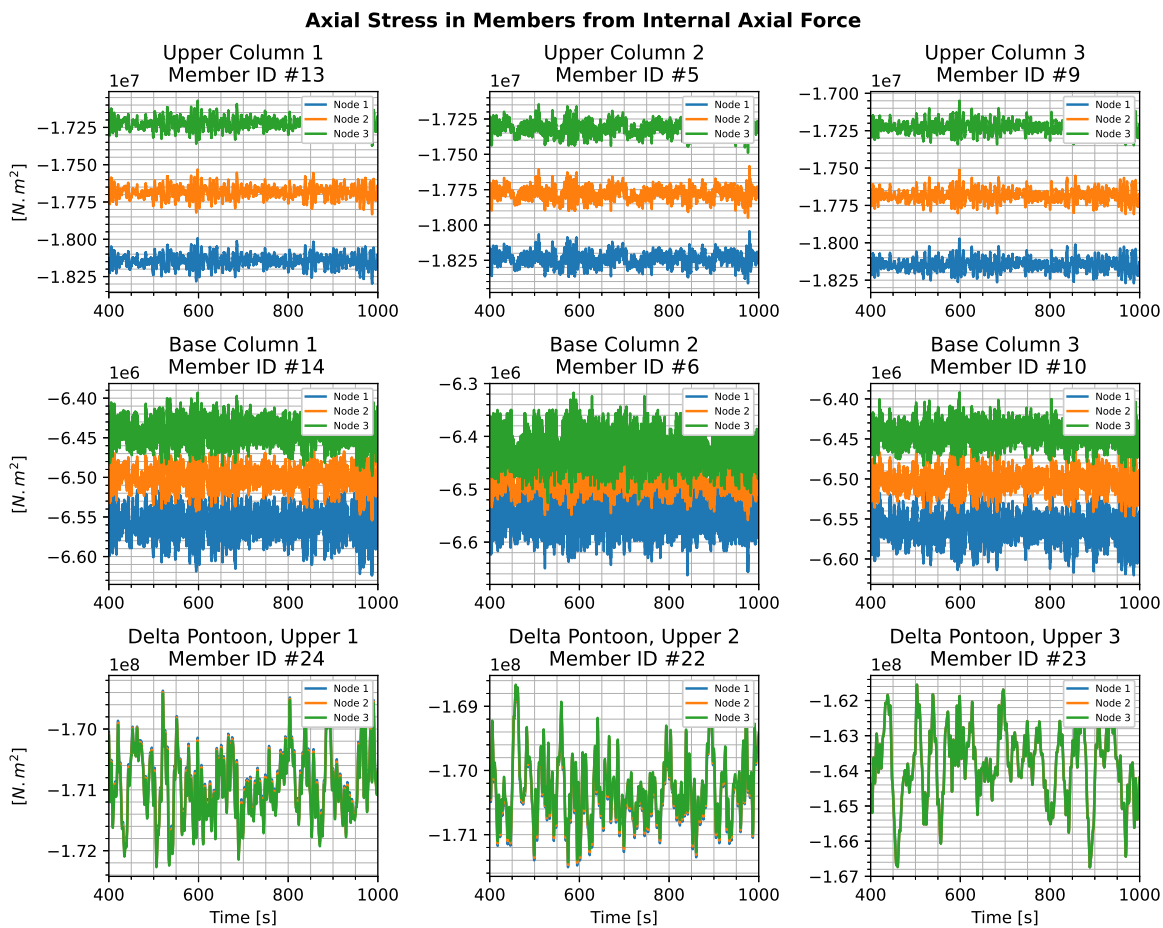 Axial Stress in Members from Internal Axial Force
Upper Column 1
Member ID #13
1e7
Node 1
Node 2
Node 3
−1.725
−1.750
−1.775
−1.800
−1.825
[N. m²]
400 600 800 1000
Upper Column 2
Member ID #5
1e7
Node 1
Node 2
Node 3
−1.725
−1.750
−1.775
−1.800
−1.825
400 600 800 1000
Upper Column 3
Member ID #9
1e7
Node 1
Node 2
Node 3
−1.700
−1.725
−1.750
−1.775
−1.800
−1.825
400 600 800 1000
Base Column 1
Member ID #14
1e6
Node 1
Node 2
Node 3
−6.40
−6.45
−6.50
−6.55
−6.60
[N. m²]
400 600 800 1000
Base Column 2
Member ID #6
1e6
Node 1
Node 2
Node 3
−6.3
−6.4
−6.5
−6.6
400 600 800 1000
Base Column 3
Member ID #10
1e6
Node 1
Node 2
Node 3
−6.40
−6.45
−6.50
−6.55
−6.60
400 600 800 1000
Delta Pontoon, Upper 1
Member ID #24
1e8
Node 1
Node 2
Node 3
−1.70
−1.71
−1.72
[N. m²]
400 600 800 1000
Time [s]
Delta Pontoon, Upper 2
Member ID #22
1e8
Node 1
Node 2
Node 3
−1.69
−1.70
−1.71
400 600 800 1000
Time [s]
Delta Pontoon, Upper 3
Member ID #23
1e8
Node 1
Node 2
Node 3
−1.62
−1.63
−1.64
−1.65
−1.66
−1.67
400 600 800 1000
Time [s]